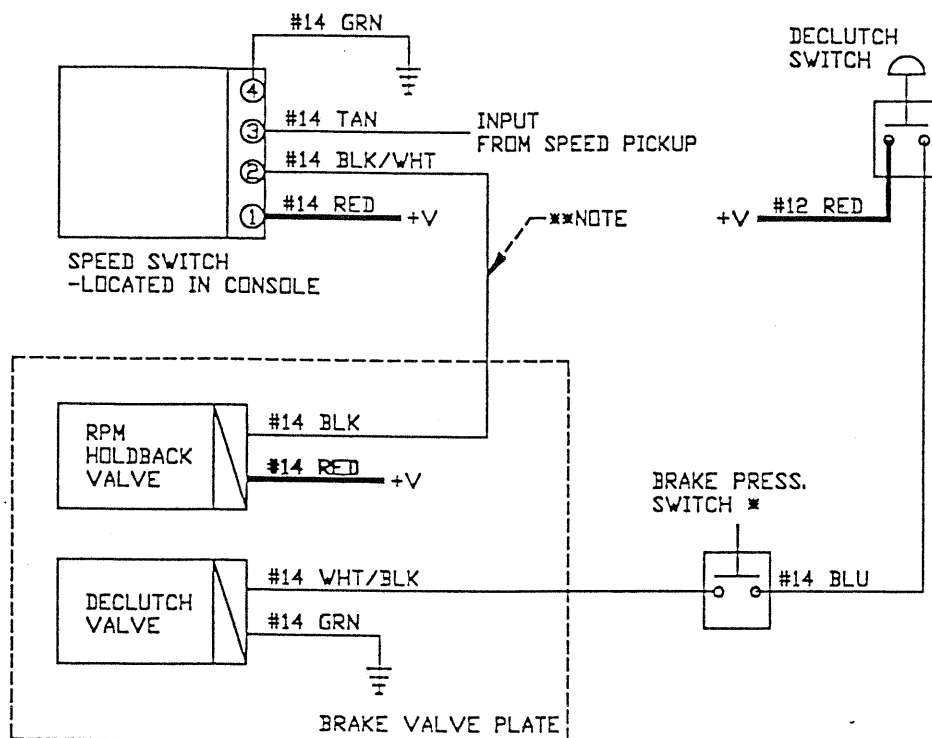 #14 GRN
DECLUTCH
SWITCH
4
3
#14 TAN
INPUT
FROM SPEED PICKUP
2
#14 BLK/WHT
1
#14 RED
+V
**NOTE
+V
#12 RED
SPEED SWITCH
-LOCATED IN CONSOLE
RPM
HOLDBACK
VALVE
#14 BLK
#14 RED
+V
BRAKE PRESS.
SWITCH *
DECLUTCH
VALVE
#14 WHT/BLK
#14 BLU
#14 GRN
BRAKE VALVE PLATE